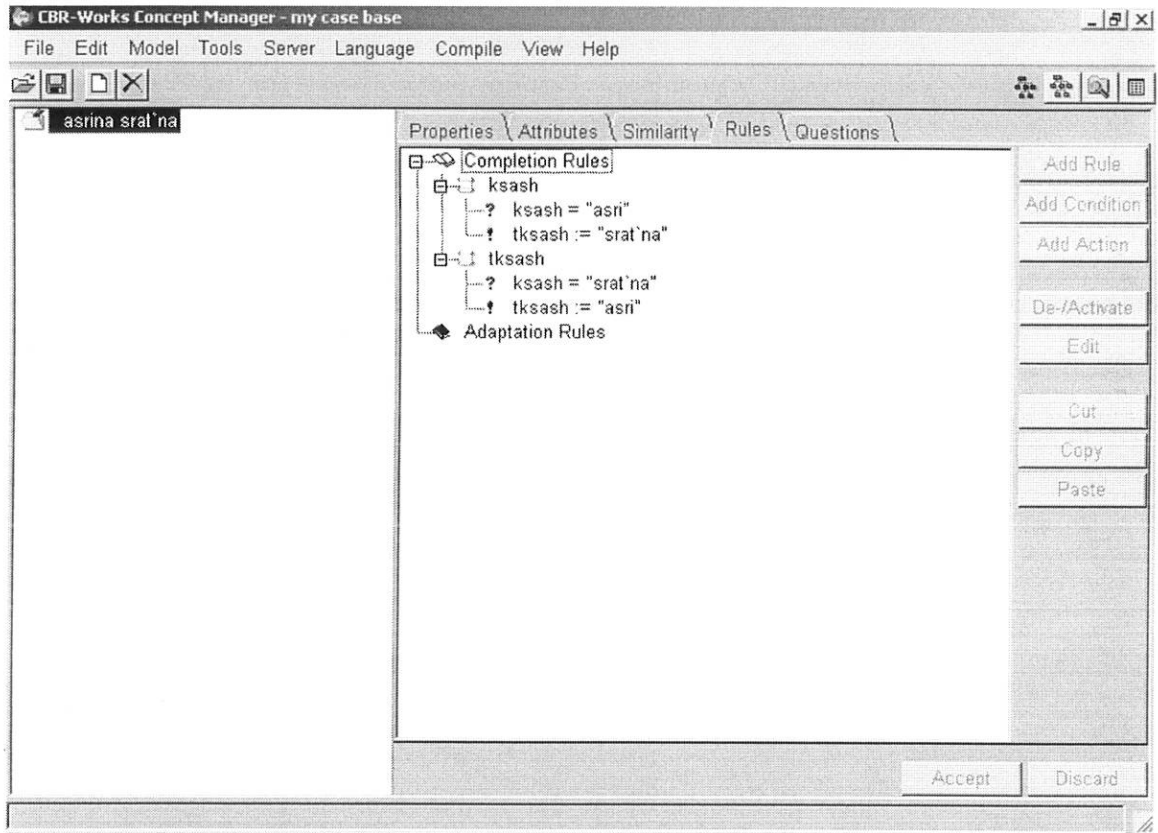 CBR-Works Concept Manager - my case base
File Edit Model Tools Server Language Compile View Help
asrina srat`na
Properties Attributes Similarity Rules Questions
Completion Rules
ksash
? ksash = "asri"
! tksash := "srat`na"
tksash
? ksash = "srat`na"
! tksash := "asri"
Adaptation Rules
Add Rule
Add Condition
Add Action
De-/Activate
Edit
Cut
Copy
Paste
Accept Discard